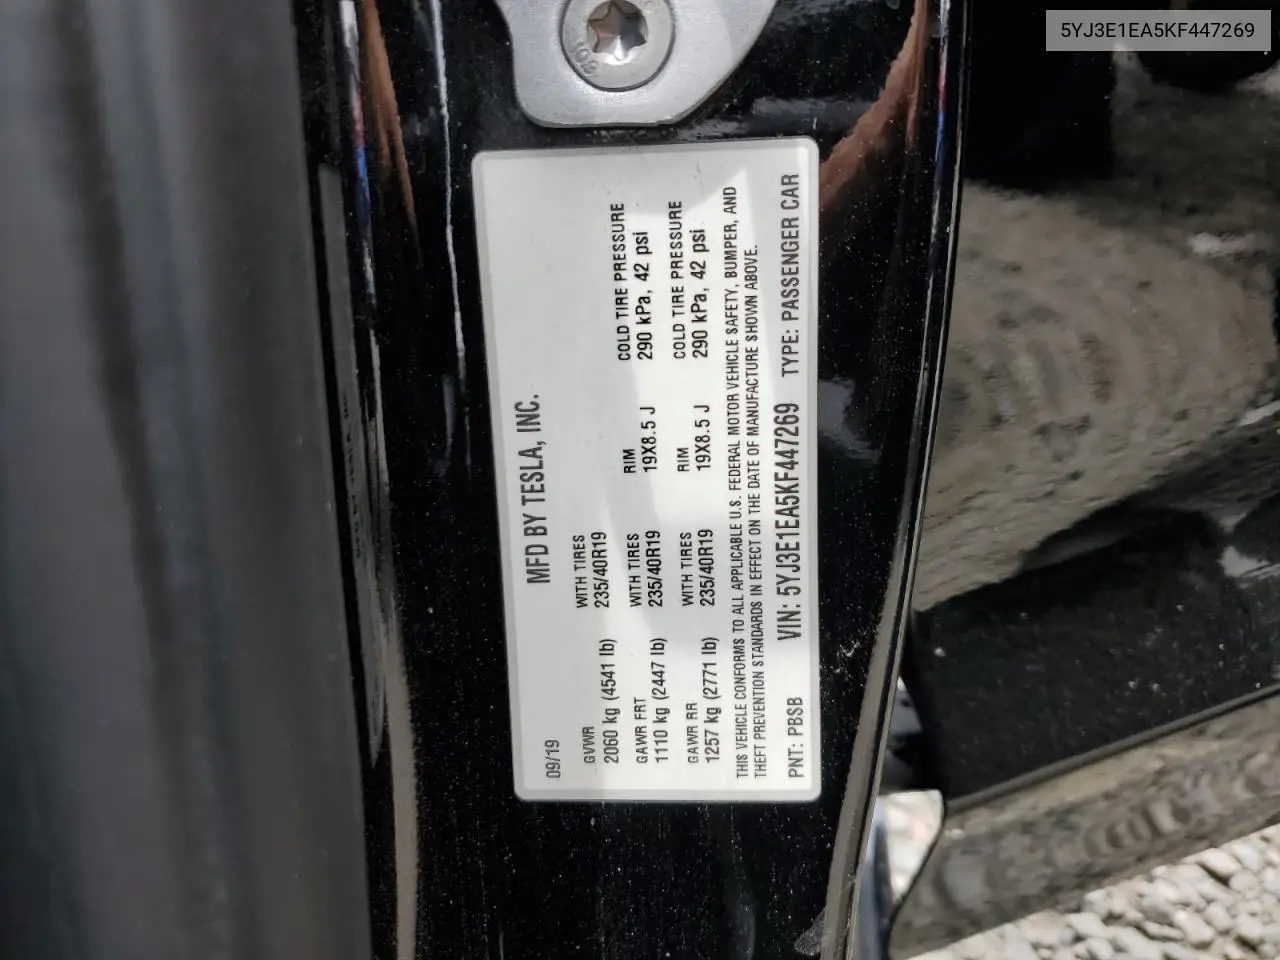 5YJ3E1EA5KF447269
10.9
MFD BY TESLA, INC.
09/19
GVWR WITH TIRES
2060 kg (4541 lb) 235/40R19
GAWR FRT WITH TIRES RIM COLD TIRE PRESSURE
1110 kg (2447 lb) 235/40R19 19X8.5 J 290 kPa, 42 psi
GAWR RR WITH TIRES RIM COLD TIRE PRESSURE
1257 kg (2771 lb) 235/40R19 19X8.5 J 290 kPa, 42 psi
THIS VEHICLE CONFORMS TO ALL APPLICABLE U.S. FEDERAL MOTOR VEHICLE SAFETY, BUMPER, AND
THEFT PREVENTION STANDARDS IN EFFECT ON THE DATE OF MANUFACTURE SHOWN ABOVE.
PNT: PBSB VIN: 5YJ3E1EA5KF447269 TYPE: PASSENGER CAR